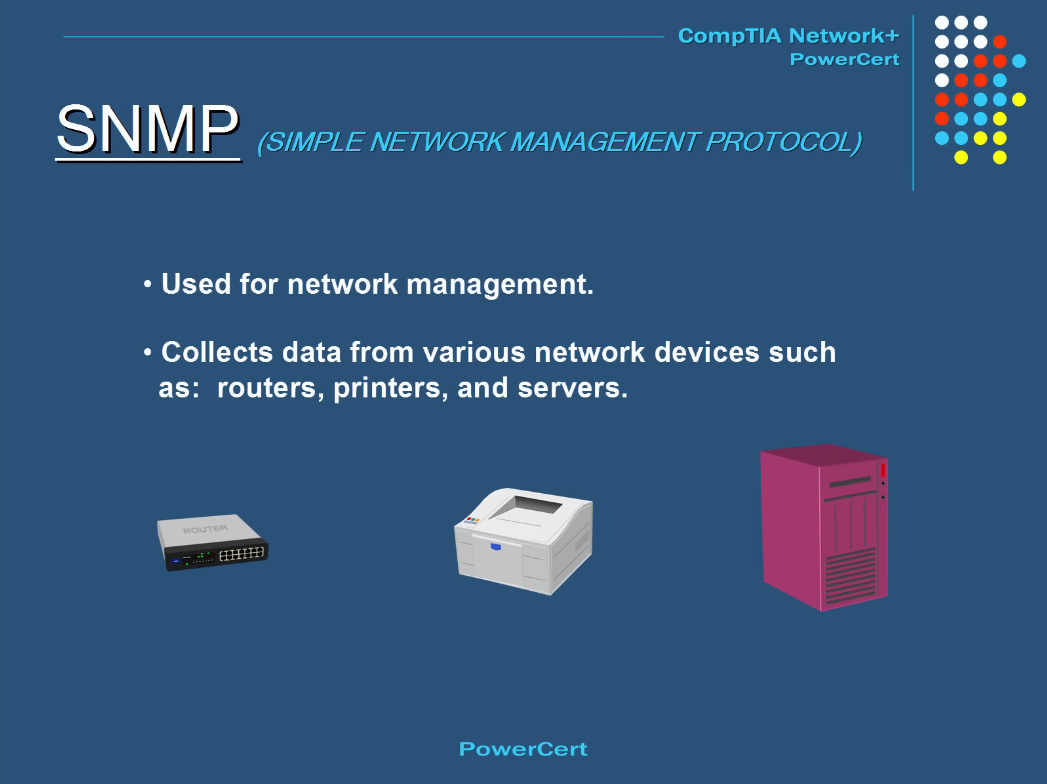 CompTIA Network+
PowerCert
SNMP (SIMPLE NETWORK MANAGEMENT PROTOCOL)
• Used for network management.
• Collects data from various network devices such
as:  routers, printers, and servers.
ROUTER
PowerCert